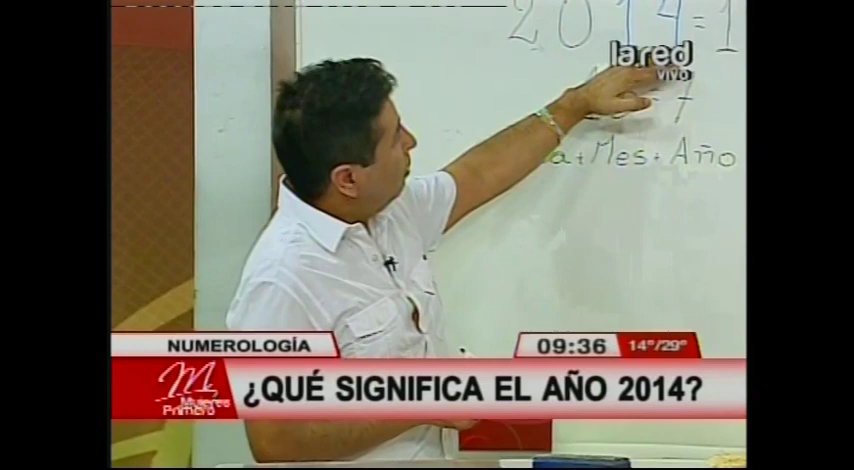 2014=1
la red
VIVO
7
a+Mes+Año
NUMEROLOGÍA
09:36
14°/29°
M
Mujeres
Primero
¿QUÉ SIGNIFICA EL AÑO 2014?